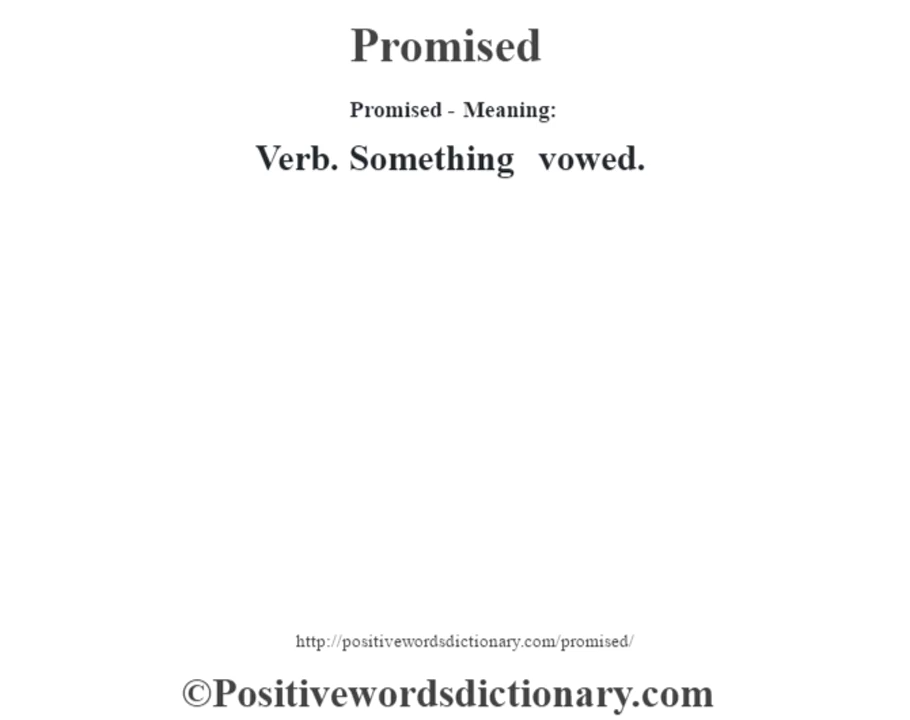 Promised
Promised - Meaning:
Verb. Something vowed.
http://positivewordsdictionary.com/promised/
©Positivewordsdictionary.com